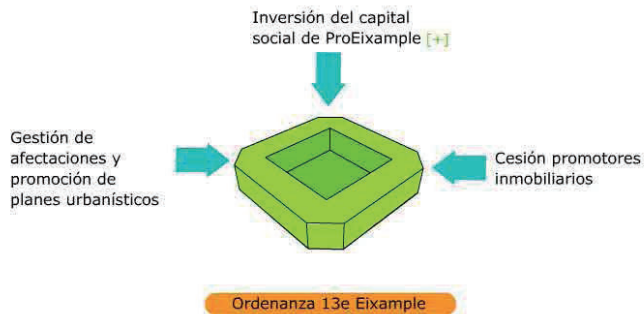 Inversión del capital
social de ProEixample [+]
Gestión de
afectaciones y
promoción de
planes urbanísticos
Cesión promotores
inmobiliarios
Ordenanza 13e Eixample